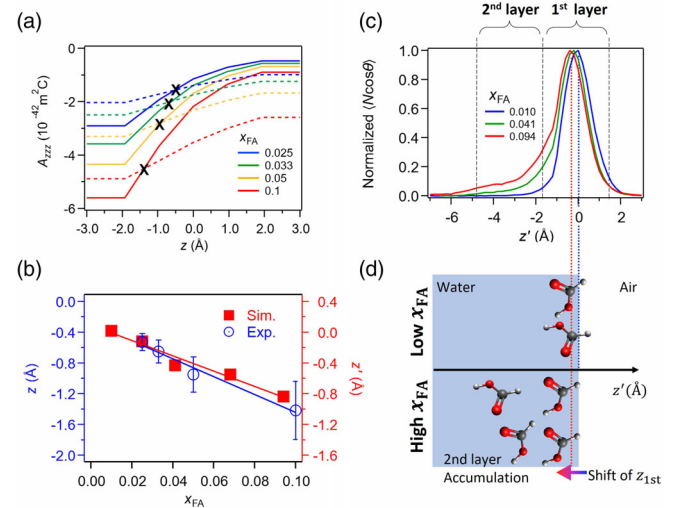 (a)
0
-2
-4
-6
A_zzz (10⁻⁴²m²C)
X
X
X
X
x_FA
0.025
0.033
0.05
0.1
-3.0
-2.0
-1.0
0.0
1.0
2.0
3.0
z (Å)
(b)
0.0
-0.4
-0.8
-1.2
-1.6
-2.0
z (Å)
Sim.
Exp.
0.4
0.0
-0.4
-0.8
-1.2
-1.6
z' (Å)
0.00
0.02
0.04
0.06
0.08
0.10
x_FA
(c)
2nd layer
1st layer
1.0
0.8
0.6
0.4
0.2
0.0
Normalized ⟨Ncosθ⟩
x_FA
0.010
0.041
0.094
-6
-4
-2
0
2
z' (Å)
(d)
Low x_FA
Water
Air
z'(Å)
High x_FA
2nd layer
Accumulation
Shift of z_1st